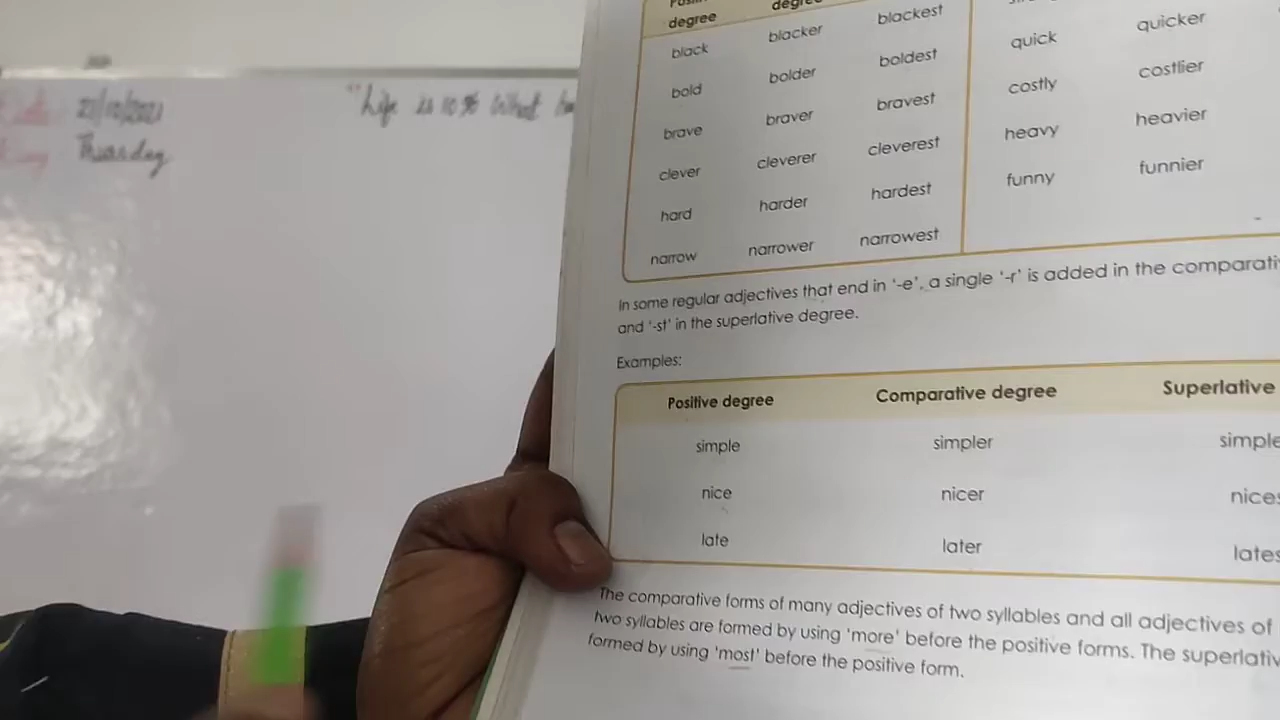 Thursday
"Life is 10% What
degree
black blacker blackest
bold bolder boldest
brave braver bravest
clever cleverer cleverest
hard harder hardest
narrow narrower narrowest
quick quicker
costly costlier
heavy heavier
funny funnier
In some regular adjectives that end in '-e', a single '-r' is added in the
and '-st' in the superlative degree.
Examples:
Positive degree Comparative degree Superlative
simple simpler
nice nicer
late later
The comparative forms of many adjectives of two syllables and all adjectives of
two syllables are formed by using 'more' before the positive forms. The
formed by using 'most' before the positive form.